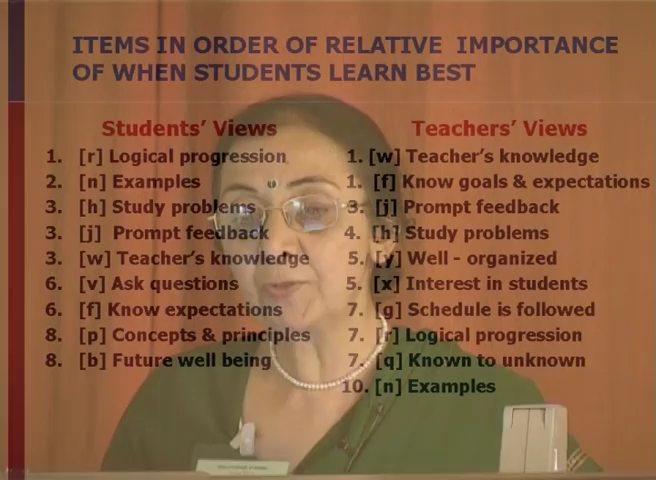 ITEMS IN ORDER OF RELATIVE IMPORTANCE
OF WHEN STUDENTS LEARN BEST
Students' Views
1. [r] Logical progression
2. [n] Examples
3. [h] Study problems
3. [j] Prompt feedback
3. [w] Teacher's knowledge
6. [v] Ask questions
6. [f] Know expectations
8. [p] Concepts & principles
8. [b] Future well being
Teachers' Views
1. [w] Teacher's knowledge
1. [f] Know goals & expectations
3. [j] Prompt feedback
4. [h] Study problems
5. [y] Well - organized
5. [x] Interest in students
7. [g] Schedule is followed
7. [r] Logical progression
7. [q] Known to unknown
10. [n] Examples